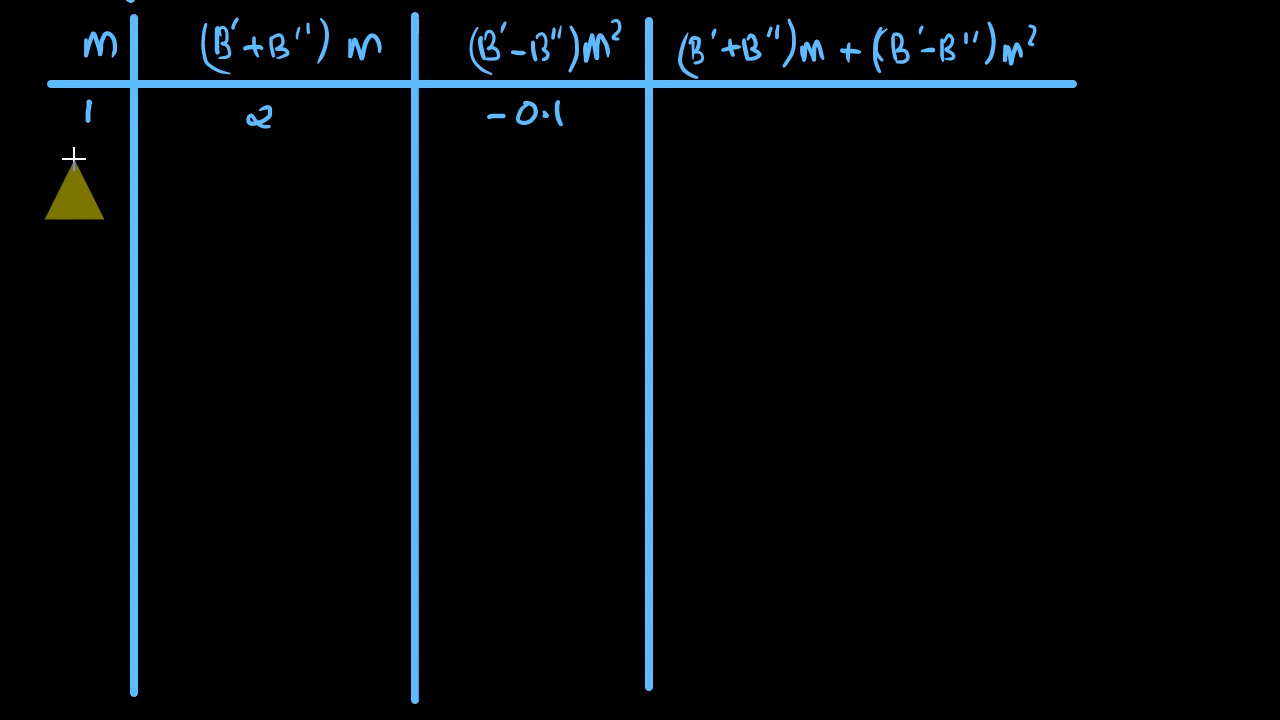 m (B′+B″) m (B′-B″)m² (B′+B″)m + (B′-B″)m²
1 2 -0.1